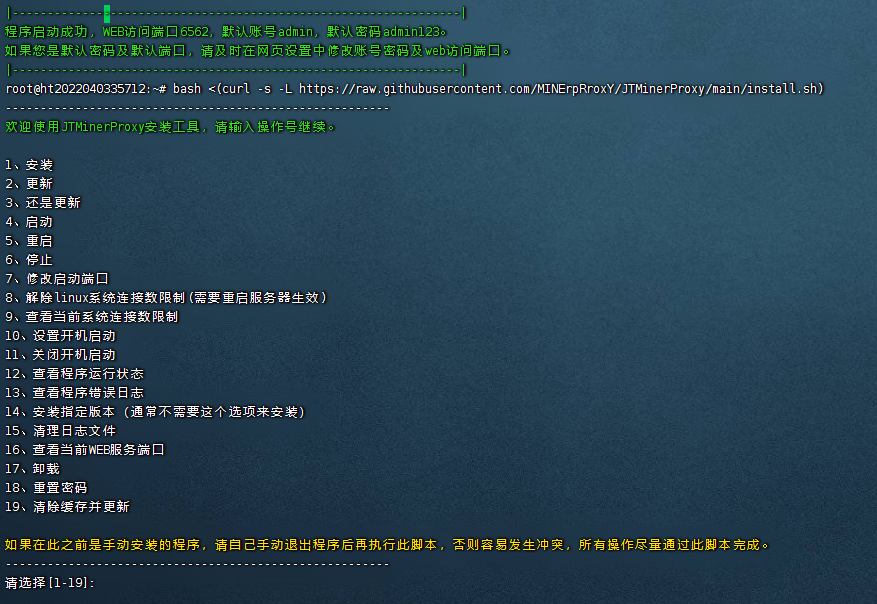 |----------------------------------------------------------------|
程序启动成功, WEB访问端口6562, 默认账号admin, 默认密码admin123。
如果您是默认密码及默认端口, 请及时在网页设置中修改账号密码及web访问端口。
|----------------------------------------------------------------|
root@ht2022040335712:~# bash <(curl -s -L https://raw.githubusercontent.com/MINErpRroxY/JTMinerProxy/main/install.sh)
-------------------------------------------------------
欢迎使用JTMinerProxy安装工具, 请输入操作号继续。
1、安装
2、更新
3、还是更新
4、启动
5、重启
6、停止
7、修改启动端口
8、解除linux系统连接数限制(需要重启服务器生效)
9、查看当前系统连接数限制
10、设置开机启动
11、关闭开机启动
12、查看程序运行状态
13、查看程序错误日志
14、安装指定版本 (通常不需要这个选项来安装)
15、清理日志文件
16、查看当前WEB服务端口
17、卸载
18、重置密码
19、清除缓存并更新
如果在此之前是手动安装的程序, 请自己手动退出程序后再执行此脚本, 否则容易发生冲突, 所有操作尽量通过此脚本完成。
-------------------------------------------------------
请选择[1-19]: